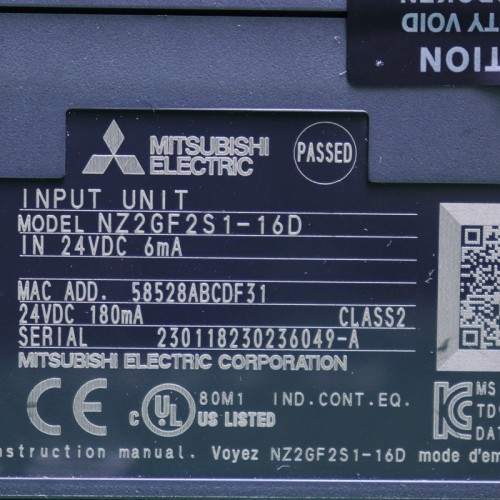 TY VOID
TION
MITSUBISHI
ELECTRIC
PASSED
INPUT UNIT
MODEL NZ2GF2S1-16D
IN 24VDC 6mA
MAC ADD. 58528ABCDF31
24VDC 180mA CLASS2
SERIAL 230118230236049-A
MITSUBISHI ELECTRIC CORPORATION
CE C UL US LISTED 80M1 IND.CONT.EQ.
MS
TD
DAT
nstruction manual. Voyez NZ2GF2S1-16D mode d'em